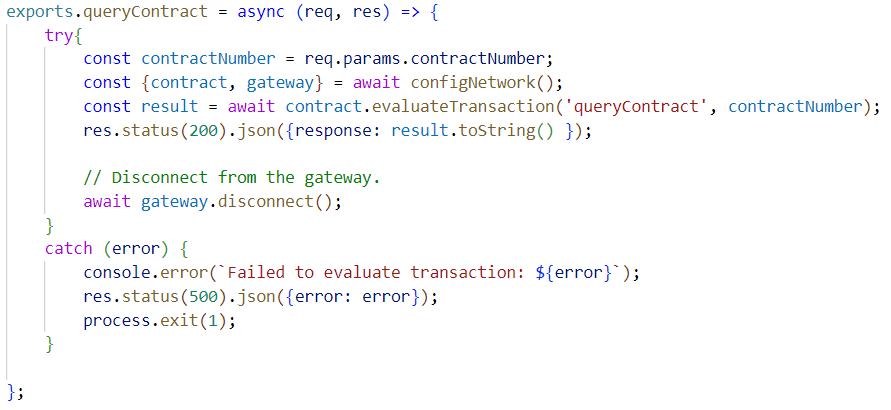 exports.queryContract = async (req, res) => {
    try{
        const contractNumber = req.params.contractNumber;
        const {contract, gateway} = await configNetwork();
        const result = await contract.evaluateTransaction('queryContract', contractNumber);
        res.status(200).json({response: result.toString() });

        // Disconnect from the gateway.
        await gateway.disconnect();
    }
    catch (error) {
        console.error(`Failed to evaluate transaction: ${error}`);
        res.status(500).json({error: error});
        process.exit(1);
    }

};